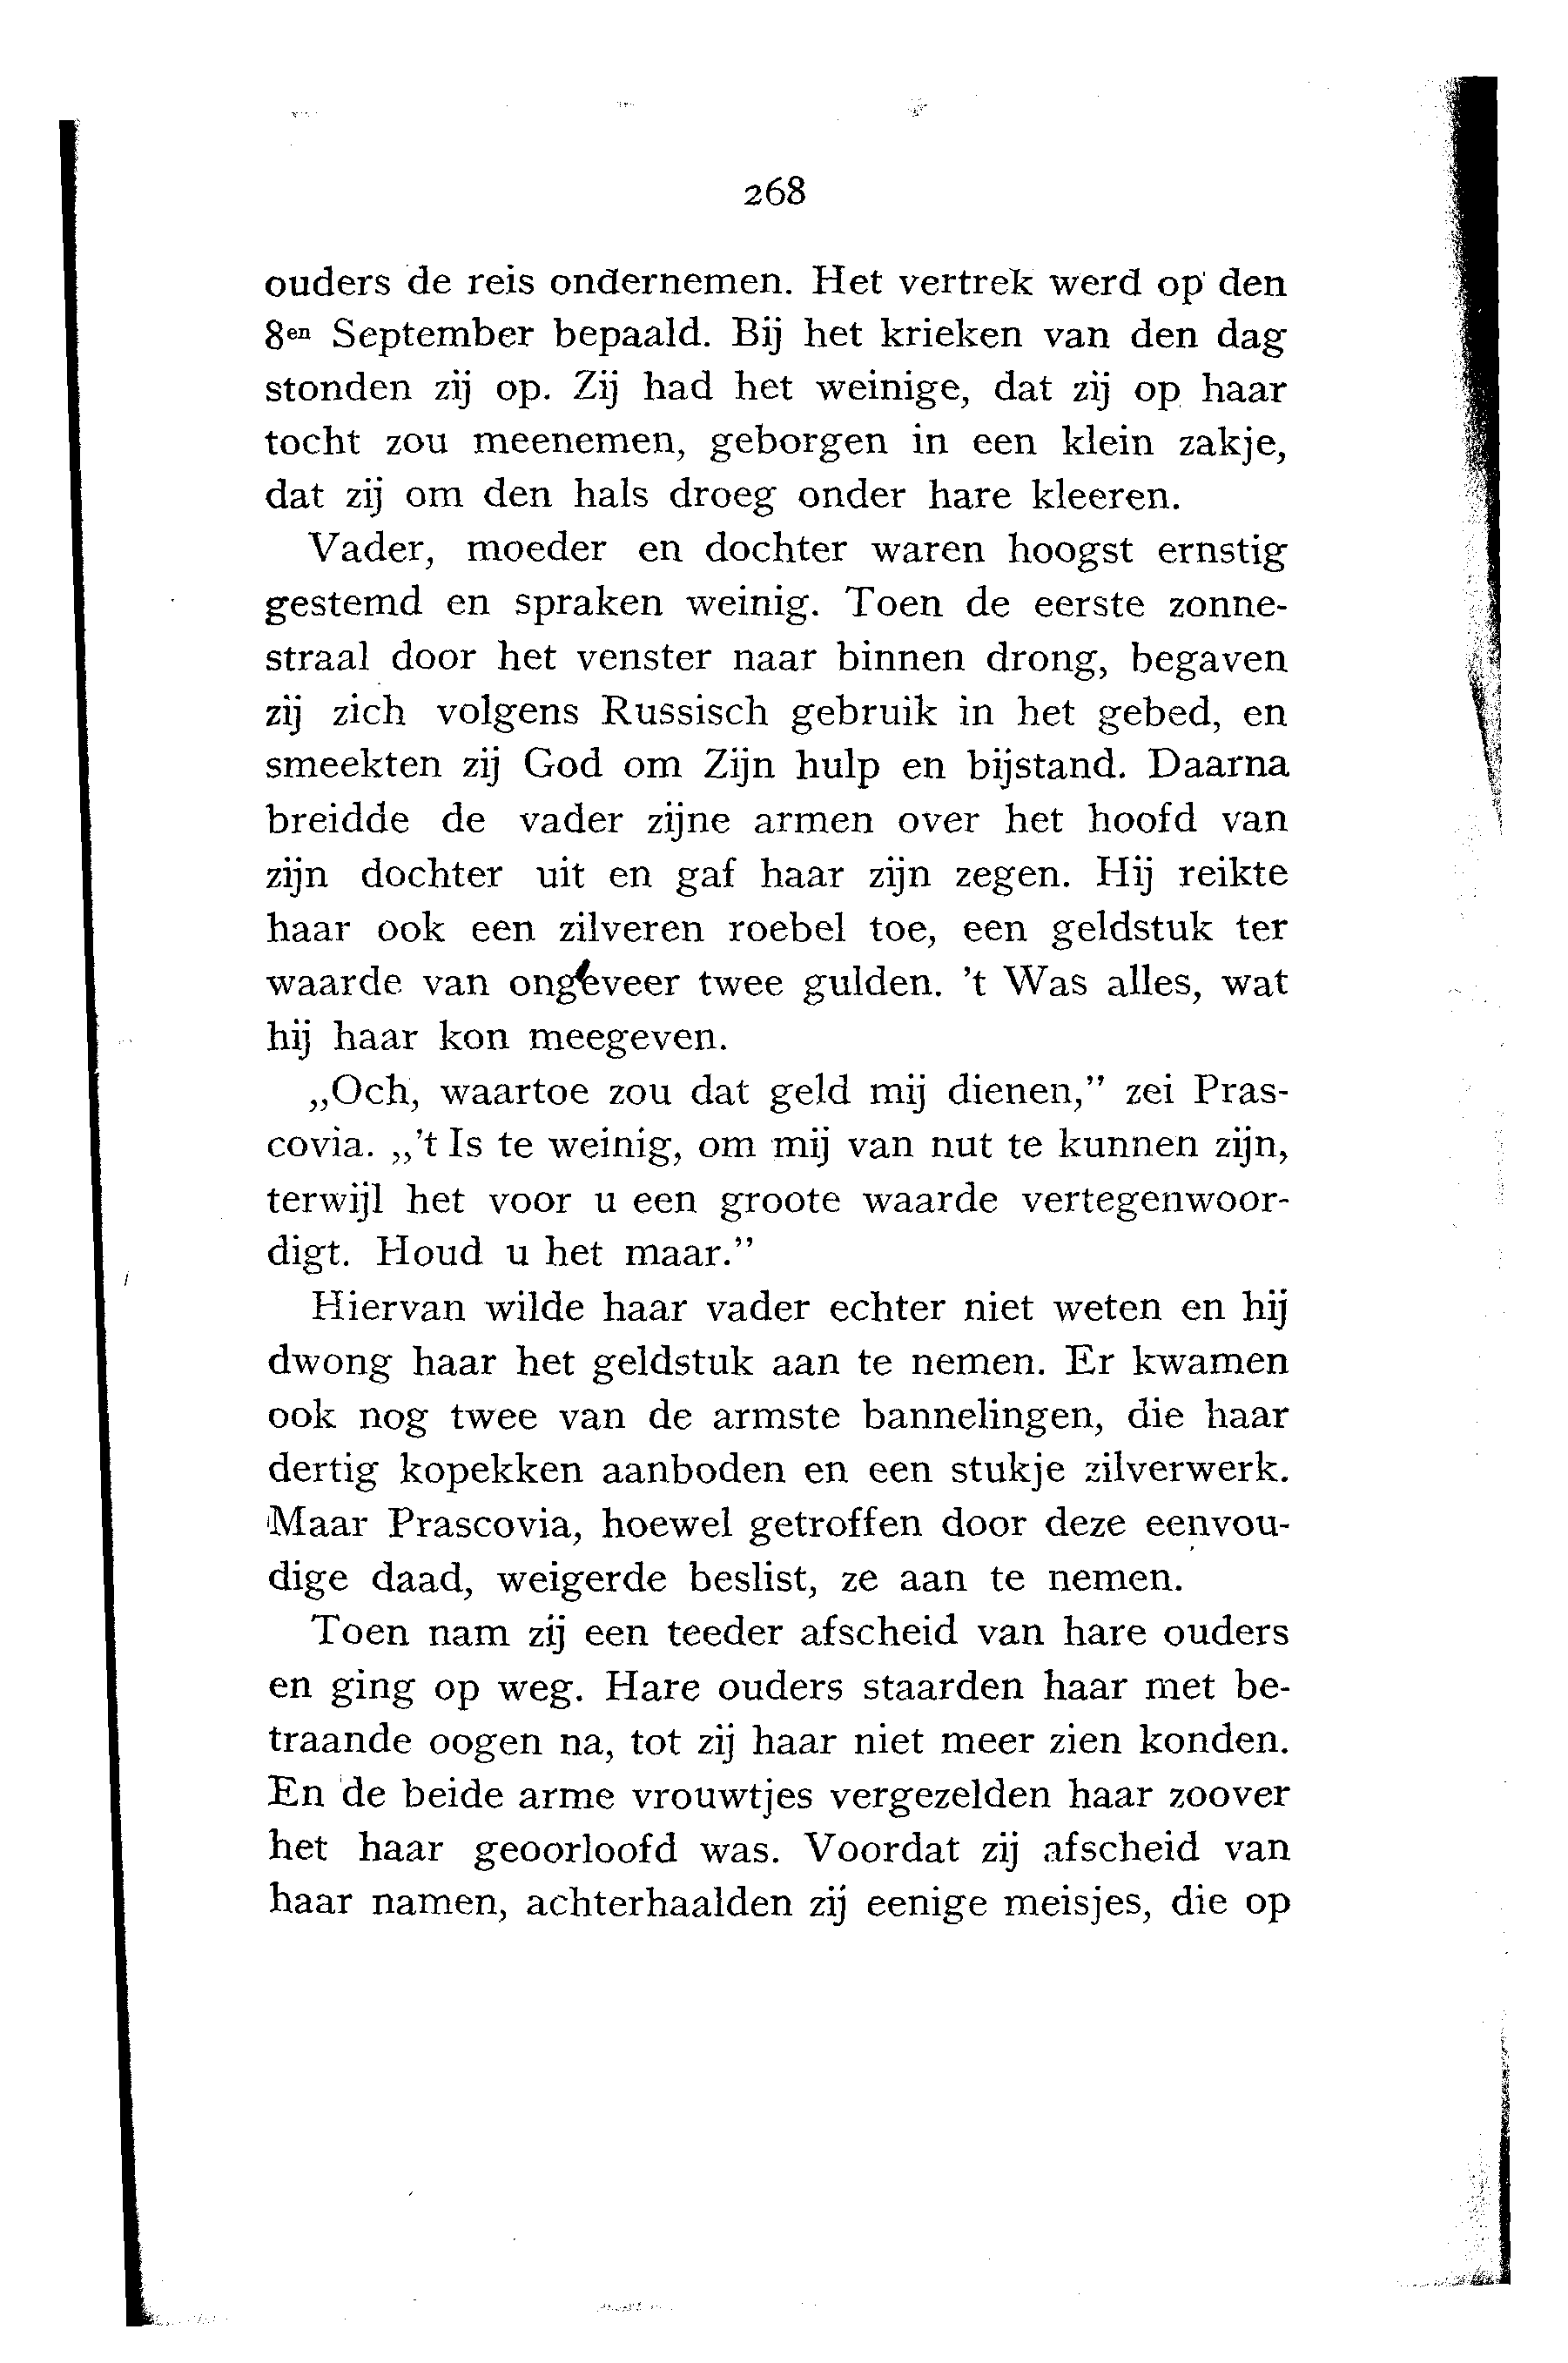 268
ouders de reis ondernemen. Het vertrek werd op den
8en September bepaald. Bij het krieken van den dag
stonden zij op. Zij had het weinige, dat zij op haar
tocht zou meenemen, geborgen in een klein zakje,
dat zij om den hals droeg onder hare kleeren.
Vader, moeder en dochter waren hoogst ernstig
gestemd en spraken weinig. Toen de eerste zonne-
straal door het venster naar binnen drong, begaven
zij zich volgens Russisch gebruik in het gebed, en
smeekten zij God om Zijn hulp en bijstand. Daarna
breidde de vader zijne armen over het hoofd van
zijn dochter uit en gaf haar zijn zegen. Hij reikte
haar ook een zilveren roebel toe, een geldstuk ter
waarde van ongeveer twee gulden. 't Was alles, wat
hij haar kon meegeven.
„Och, waartoe zou dat geld mij dienen,” zei Pras-
covia. „'t Is te weinig, om mij van nut te kunnen zijn,
terwijl het voor u een groote waarde vertegenwoor-
digt. Houd u het maar.”
Hiervan wilde haar vader echter niet weten en hij
dwong haar het geldstuk aan te nemen. Er kwamen
ook nog twee van de armste bannelingen, die haar
dertig kopekken aanboden en een stukje zilverwerk.
Maar Prascovia, hoewel getroffen door deze eenvou-
dige daad, weigerde beslist, ze aan te nemen.
Toen nam zij een teeder afscheid van hare ouders
en ging op weg. Hare ouders staarden haar met be-
traande oogen na, tot zij haar niet meer zien konden.
En de beide arme vrouwtjes vergezelden haar zoover
het haar geoorloofd was. Voordat zij afscheid van
haar namen, achterhaalden zij eenige meisjes, die op